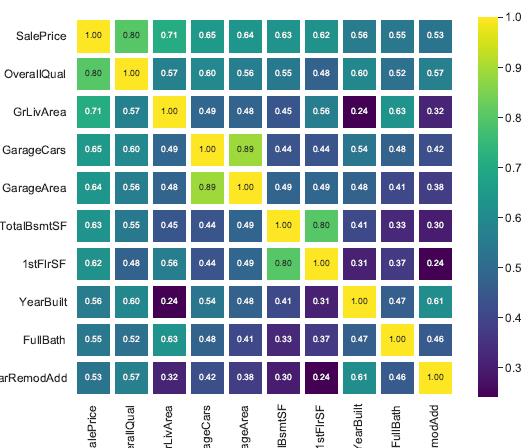 SalePrice 1.00 0.80 0.71 0.65 0.64 0.63 0.62 0.56 0.55 0.53 1.0
OverallQual 0.80 1.00 0.57 0.60 0.56 0.55 0.48 0.60 0.52 0.57 0.9
GrLivArea 0.71 0.57 1.00 0.49 0.48 0.45 0.56 0.24 0.63 0.32 0.8
GarageCars 0.65 0.60 0.49 1.00 0.89 0.44 0.44 0.54 0.48 0.42 0.7
GarageArea 0.64 0.56 0.48 0.89 1.00 0.49 0.49 0.48 0.41 0.38
TotalBsmtSF 0.63 0.55 0.45 0.44 0.49 1.00 0.80 0.41 0.33 0.30 0.6
1stFlrSF 0.62 0.48 0.56 0.44 0.49 0.80 1.00 0.31 0.37 0.24 0.5
YearBuilt 0.56 0.60 0.24 0.54 0.48 0.41 0.31 1.00 0.47 0.61 0.4
FullBath 0.55 0.52 0.63 0.48 0.41 0.33 0.37 0.47 1.00 0.46 0.3
arRemodAdd 0.53 0.57 0.32 0.42 0.38 0.30 0.24 0.61 0.46 1.00
alePrice
erallQual
rLivArea
ageCars
ageArea
lBsmtSF
1stFlrSF
YearBuilt
FullBath
modAdd